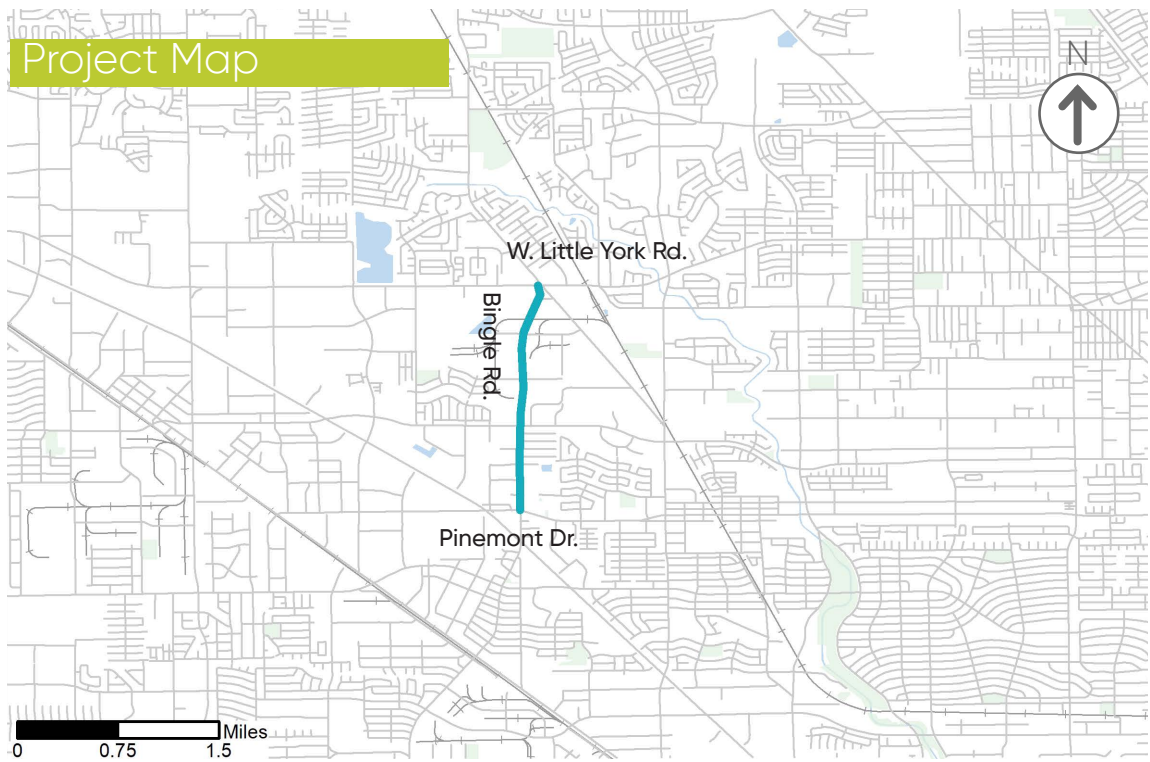 Project Map
N
W. Little York Rd.
Bingle Rd.
Pinemont Dr.
Miles
0 0.75 1.5